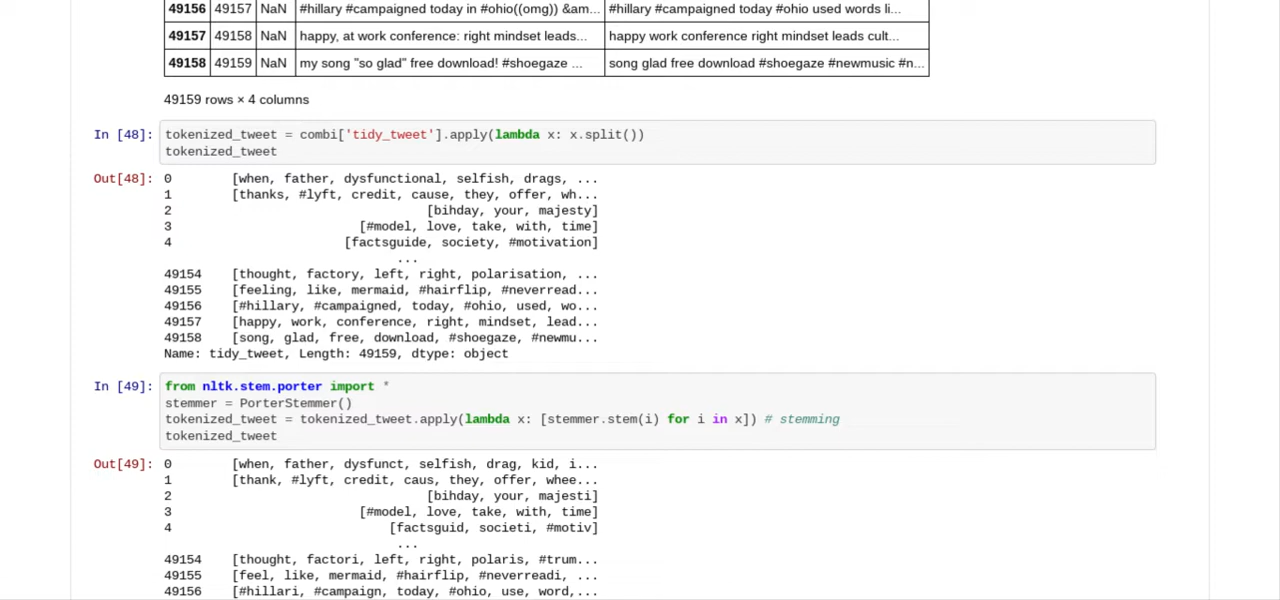 49156 49157 NaN #hillary #campaigned today in #ohio((omg)) &am... #hillary #campaigned today #ohio used words li...
49157 49158 NaN happy, at work conference: right mindset leads... happy work conference right mindset leads cult...
49158 49159 NaN my song "so glad" free download! #shoegaze ... song glad free download #shoegaze #newmusic #n...
49159 rows × 4 columns
In [48]: tokenized_tweet = combi['tidy_tweet'].apply(lambda x: x.split())
tokenized_tweet
Out[48]: 0 [when, father, dysfunctional, selfish, drags, ...
1 [thanks, #lyft, credit, cause, they, offer, wh...
2 [bihday, your, majesty]
3 [#model, love, take, with, time]
4 [factsguide, society, #motivation]
...
49154 [thought, factory, left, right, polarisation, ...
49155 [feeling, like, mermaid, #hairflip, #neverread...
49156 [#hillary, #campaigned, today, #ohio, used, wo...
49157 [happy, work, conference, right, mindset, lead...
49158 [song, glad, free, download, #shoegaze, #newmu...
Name: tidy_tweet, Length: 49159, dtype: object
In [49]: from nltk.stem.porter import *
stemmer = PorterStemmer()
tokenized_tweet = tokenized_tweet.apply(lambda x: [stemmer.stem(i) for i in x]) # stemming
tokenized_tweet
Out[49]: 0 [when, father, dysfunct, selfish, drag, kid, i...
1 [thank, #lyft, credit, caus, they, offer, whee...
2 [bihday, your, majesti]
3 [#model, love, take, with, time]
4 [factsguid, societi, #motiv]
...
49154 [thought, factori, left, right, polaris, #trum...
49155 [feel, like, mermaid, #hairflip, #neverreadi, ...
49156 [#hillari, #campaign, today, #ohio, use, word,...